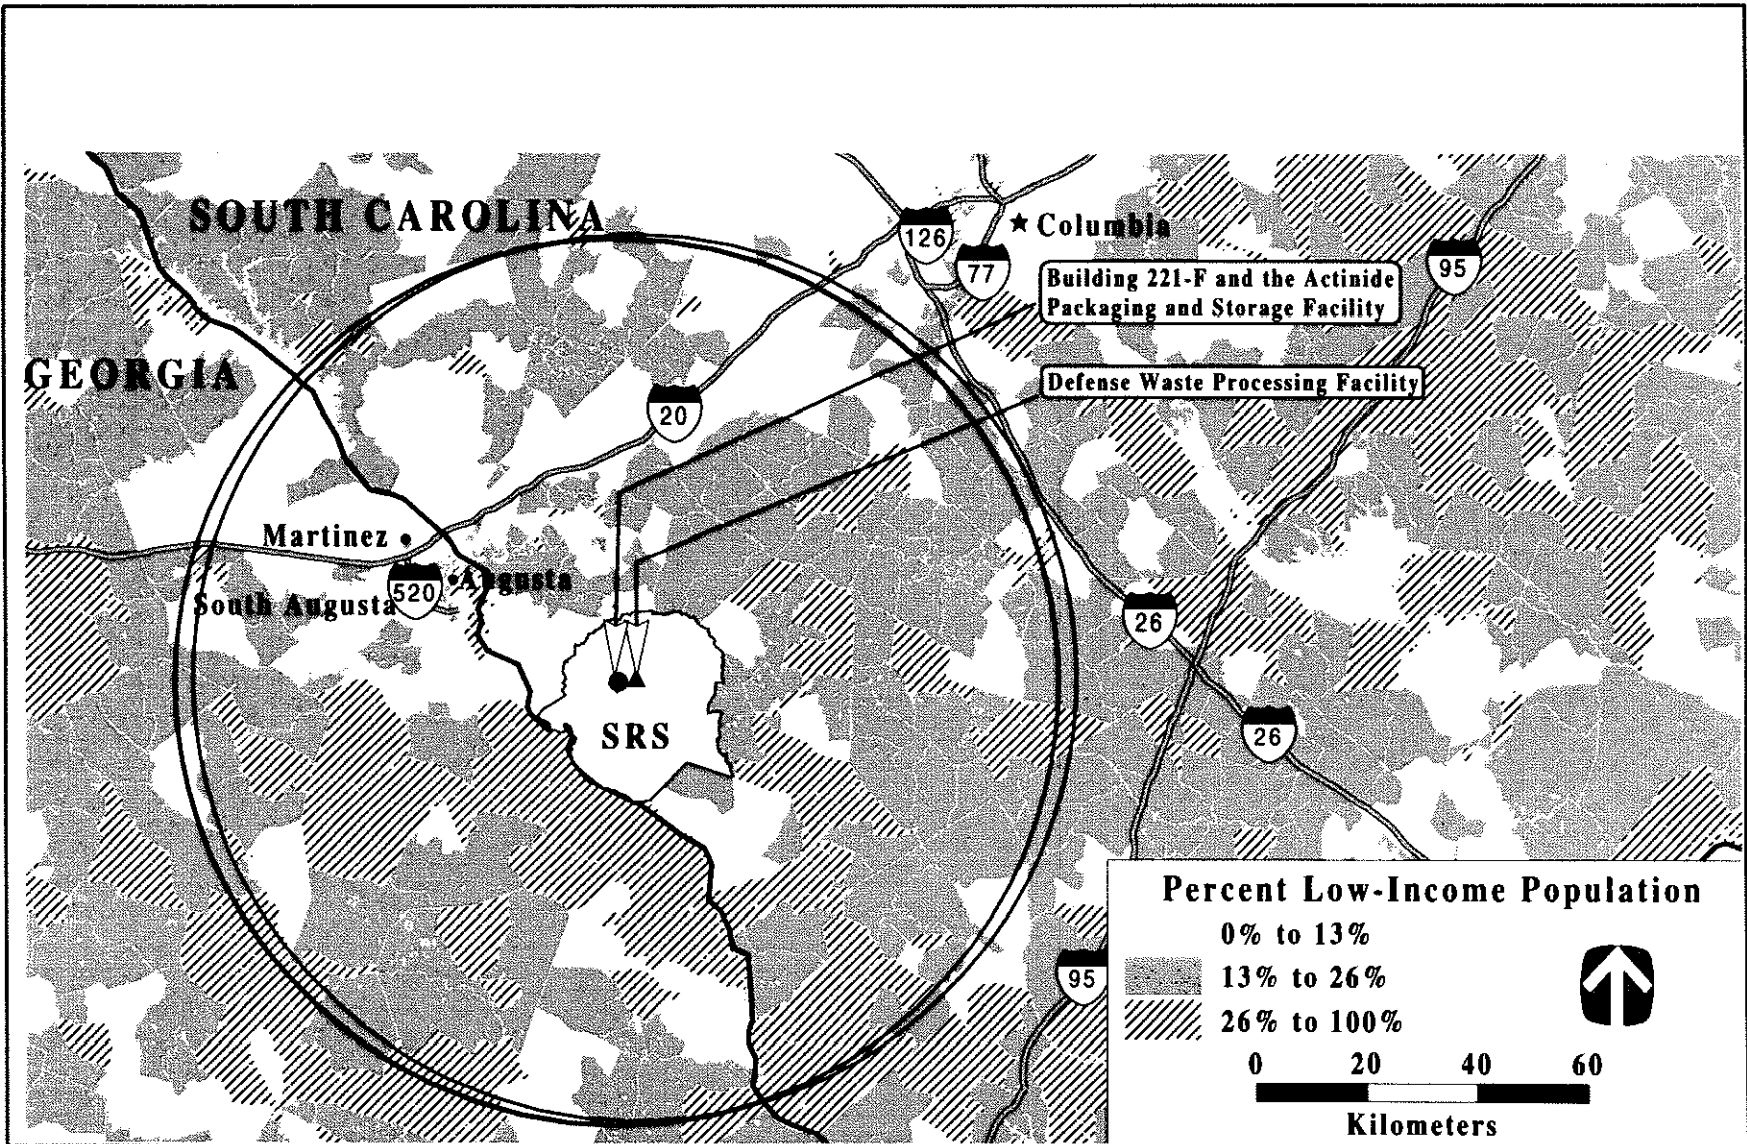 SOUTH CAROLINA
126
★ Columbia
77
95
Building 221-F and the Actinide
Packaging and Storage Facility
GEORGIA
Defense Waste Processing Facility
20
Martinez
Augusta
520
South Augusta
26
SRS
26
95
Percent Low-Income Population
0% to 13%
13% to 26%
26% to 100%
0 20 40 60
Kilometers